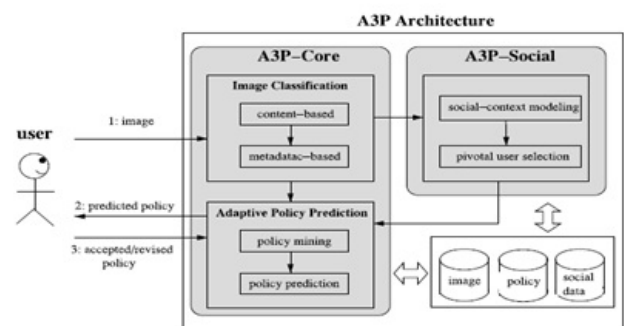 A3P Architecture
A3P–Core
A3P–Social
Image Classification
content–based
metadatac–based
social–context modeling
pivotal user selection
user
1: image
2: predicted policy
3: accepted/revised
policy
Adaptive Policy Prediction
policy mining
policy prediction
image
policy
social
data